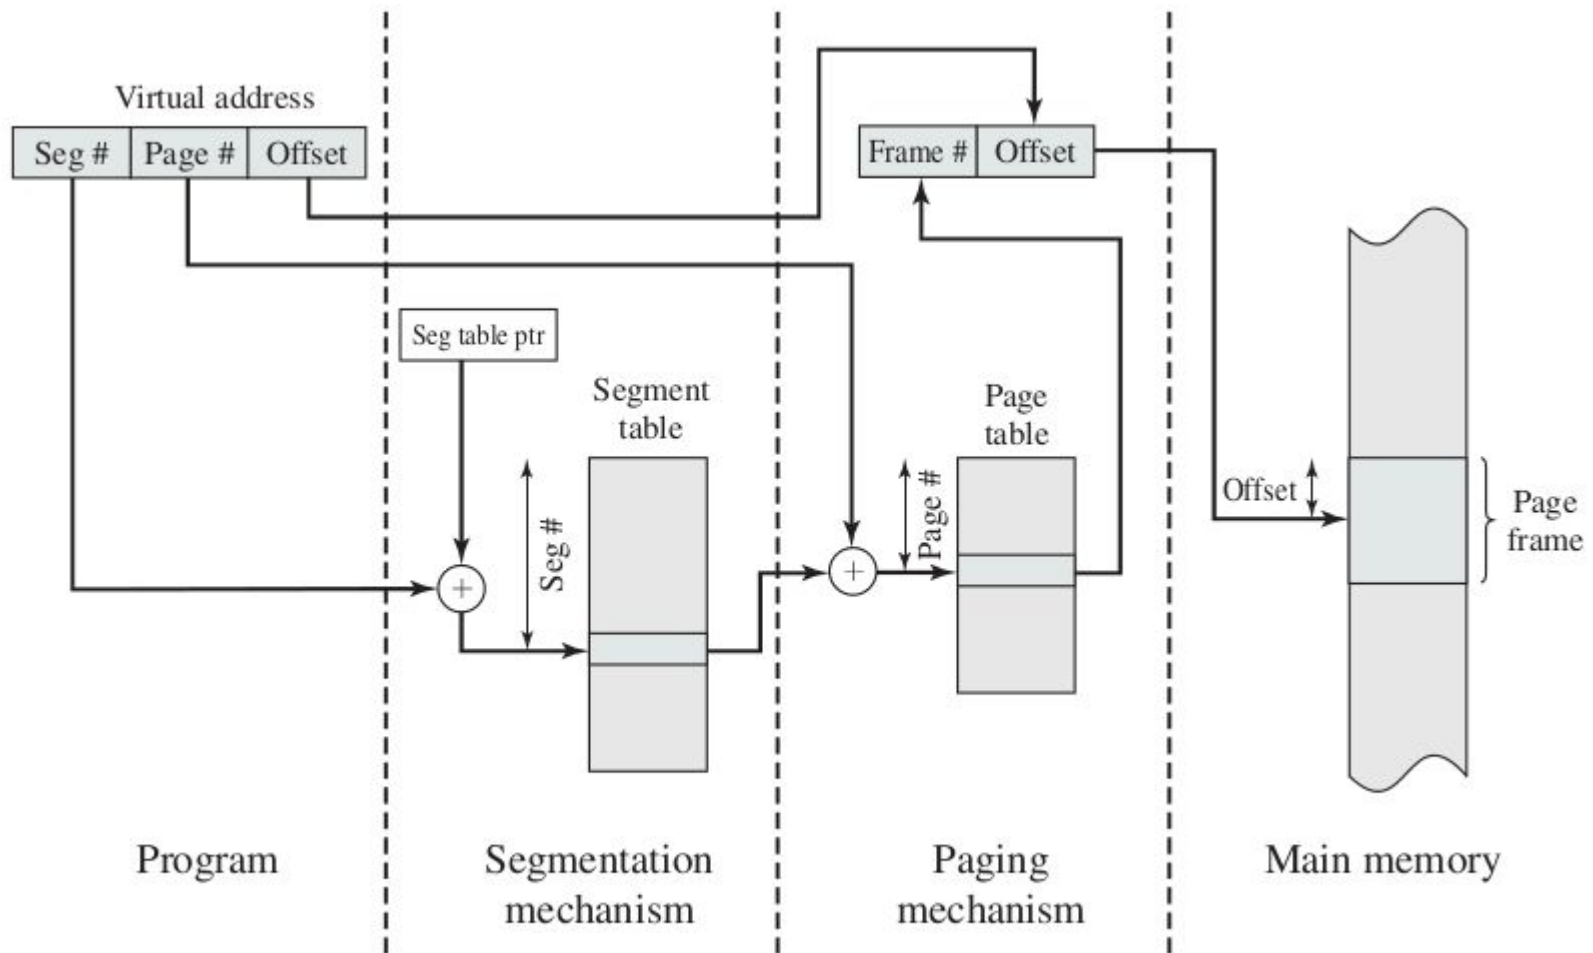 Virtual address
Seg #
Page #
Offset
Frame #
Offset
Seg table ptr
Segment
table
Seg #
+
Page
table
Page #
+
Offset
Page
frame
Program
Segmentation
mechanism
Paging
mechanism
Main memory